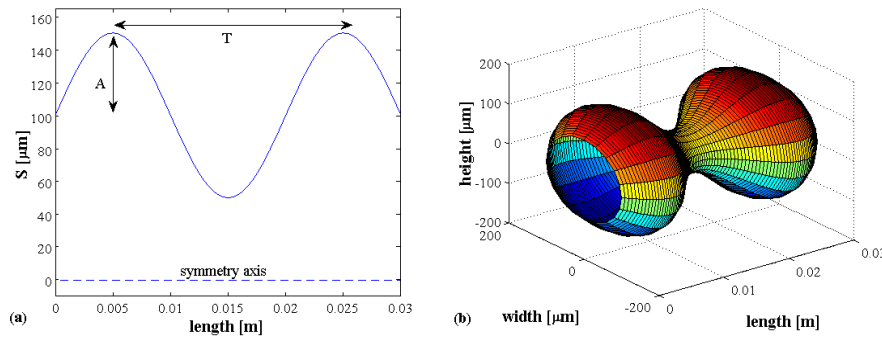 160
140
120
100
80
60
40
20
0
S [μm]
A
T
symmetry axis
0
0.005
0.01
0.015
0.02
0.025
0.03
(a)
length [m]
200
100
0
-100
-200
height [μm]
200
0
-200
width [μm]
0
0.01
0.02
0.03
length [m]
(b)